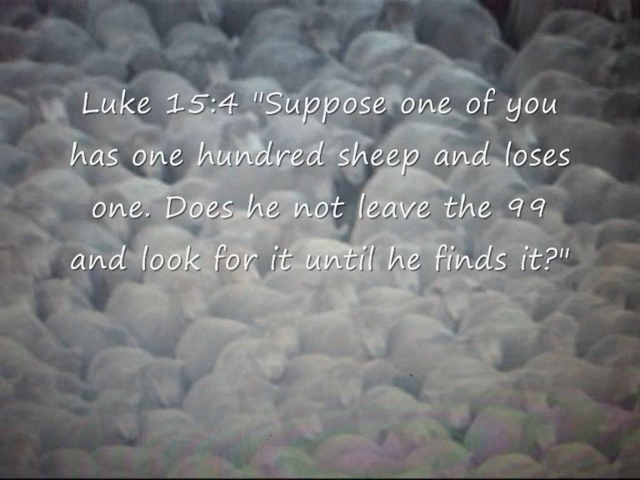 Luke 15:4 "Suppose one of you
has one hundred sheep and loses
one. Does he not leave the 99
and look for it until he finds it?"